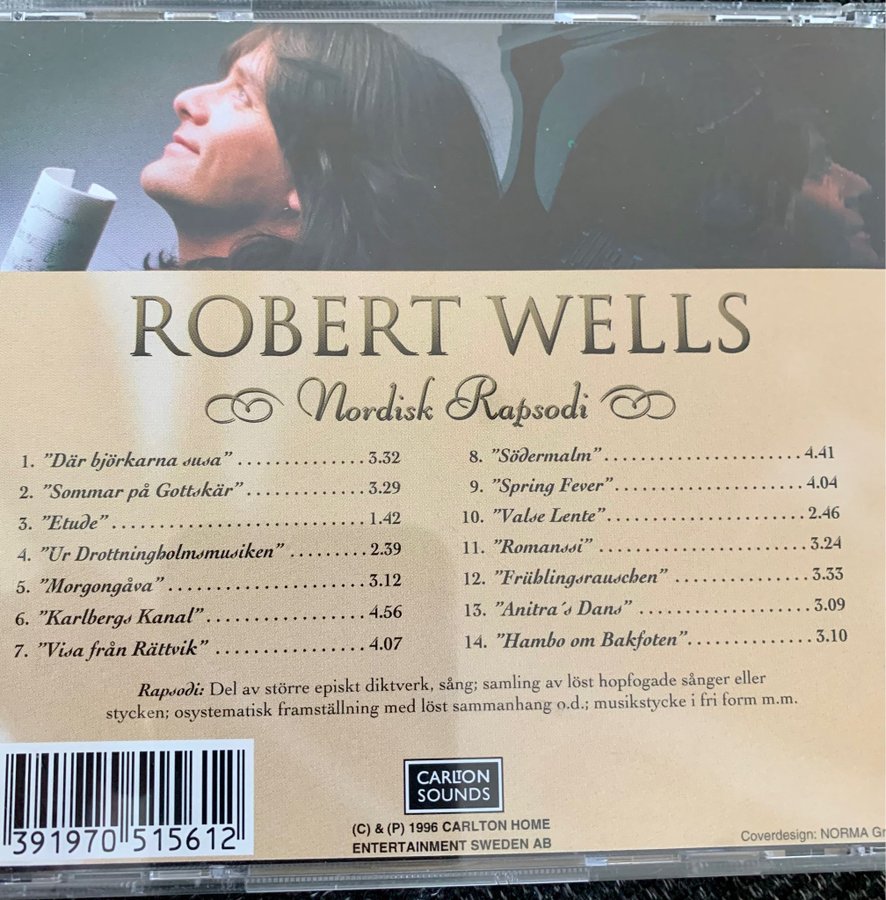 ROBERT WELLS
Nordisk Rapsodi
1. ”Där björkarna susa”..............3.32
2. ”Sommar på Gottskär”.............3.29
3. ”Etude”............................1.42
4. ”Ur Drottningholmsmusiken”.........2.39
5. ”Morgongåva”......................3.12
6. ”Karlbergs Kanal”..................4.56
7. ”Visa från Rättvik”................4.07
8. ”Södermalm”......................4.41
9. ”Spring Fever”.....................4.04
10. ”Valse Lente”.....................2.46
11. ”Romanssi”......................3.24
12. ”Frühlingsrauschen”..............3.33
13. ”Anitra´s Dans”..................3.09
14. ”Hambo om Bakfoten”.............3.10
Rapsodi: Del av större episkt diktverk, sång; samling av löst hopfogade sånger eller
stycken; osystematisk framställning med löst sammanhang o.d.; musikstycke i fri form m.m.
CARLTON
SOUNDS
(C) & (P) 1996 CARLTON HOME
ENTERTAINMENT SWEDEN AB
391970 515612
Coverdesign: NORMA